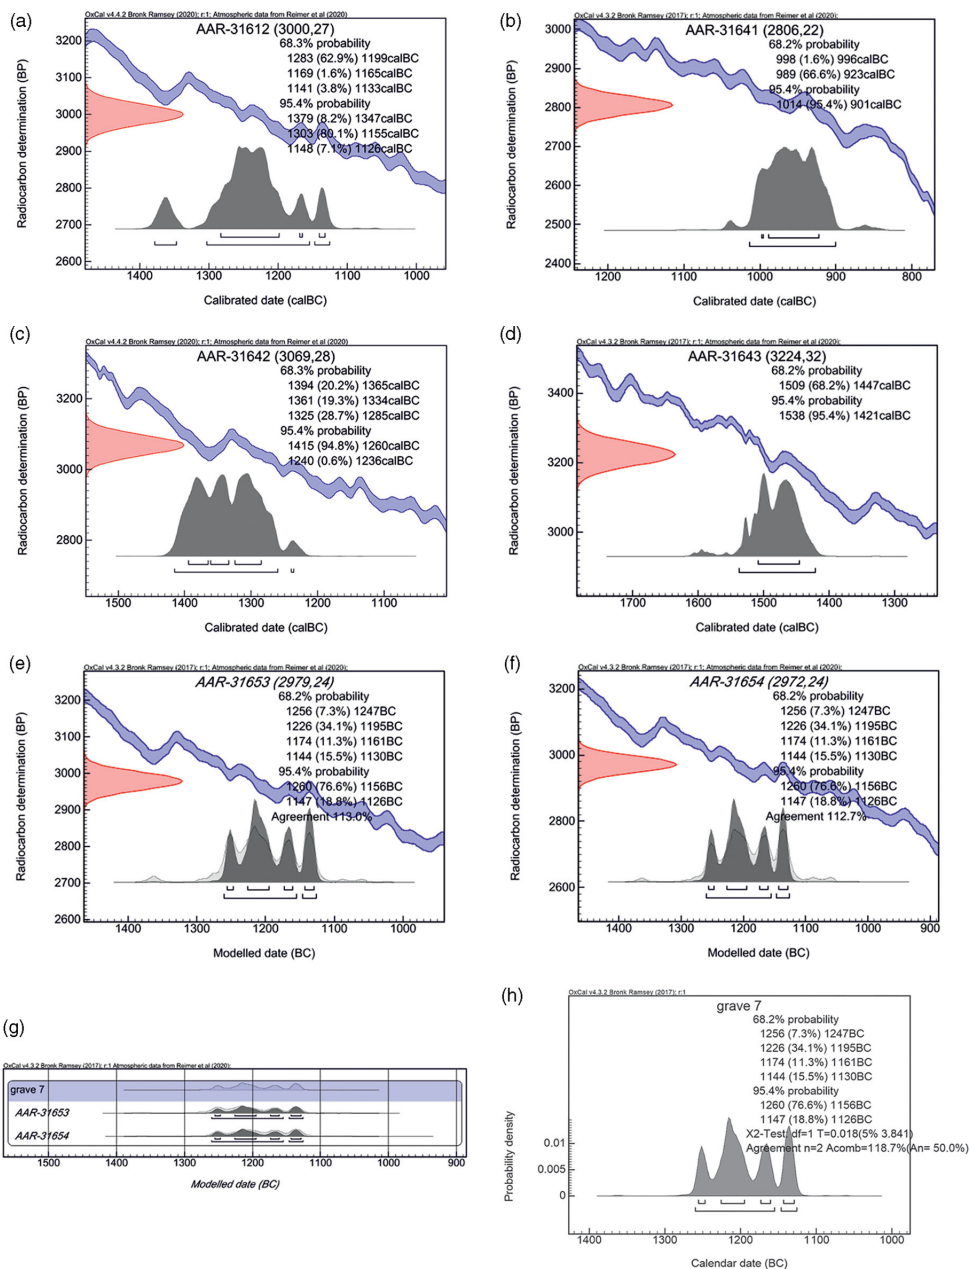 (a)
OxCal v4.4.2 Bronk Ramsey (2020); r:1; Atmospheric data from Reimer et al (2020)
AAR-31612 (3000,27)
68.3% probability
1283 (62.9%) 1199calBC
1169 (1.6%) 1165calBC
1141 (3.8%) 1133calBC
95.4% probability
1379 (8.2%) 1347calBC
1303 (80.1%) 1155calBC
1148 (7.1%) 1126calBC
Radiocarbon determination (BP)
3200
3100
3000
2900
2800
2700
2600
1400 1300 1200 1100 1000
Calibrated date (calBC)
(b)
OxCal v4.3.2 Bronk Ramsey (2017); r:1 Atmospheric data from Reimer et al (2020);
AAR-31641 (2806,22)
68.2% probability
998 (1.6%) 996calBC
989 (66.6%) 923calBC
95.4% probability
1014 (95.4%) 901calBC
Radiocarbon determination (BP)
3000
2900
2800
2700
2600
2500
2400
1200 1100 1000 900 800
Calibrated date (calBC)
(c)
OxCal v4.4.2 Bronk Ramsey (2020); r:1; Atmospheric data from Reimer et al (2020)
AAR-31642 (3069,28)
68.3% probability
1394 (20.2%) 1365calBC
1361 (19.3%) 1334calBC
1325 (28.7%) 1285calBC
95.4% probability
1415 (94.8%) 1260calBC
1240 (0.6%) 1236calBC
Radiocarbon determination (BP)
3200
3000
2800
1500 1400 1300 1200 1100 1000
Calibrated date (calBC)
(d)
OxCal v4.3.2 Bronk Ramsey (2017); r:1 Atmospheric data from Reimer et al (2020);
AAR-31643 (3224,32)
68.2% probability
1509 (68.2%) 1447calBC
95.4% probability
1538 (95.4%) 1421calBC
Radiocarbon determination (BP)
3400
3200
3000
1700 1600 1500 1400 1300
Calibrated date (calBC)
(e)
OxCal v4.3.2 Bronk Ramsey (2017); r:1 Atmospheric data from Reimer et al (2020);
AAR-31653 (2979,24)
68.2% probability
1256 (7.3%) 1247BC
1226 (34.1%) 1195BC
1174 (11.3%) 1161BC
1144 (15.5%) 1130BC
95.4% probability
1260 (76.6%) 1156BC
1147 (18.8%) 1126BC
Agreement 113.0%
Radiocarbon determination (BP)
3200
3100
3000
2900
2800
2700
2600
1400 1300 1200 1100 1000
Modelled date (BC)
(f)
OxCal v4.3.2 Bronk Ramsey (2017); r:1 Atmospheric data from Reimer et al (2020);
AAR-31654 (2972,24)
68.2% probability
1256 (7.3%) 1247BC
1226 (34.1%) 1195BC
1174 (11.3%) 1161BC
1144 (15.5%) 1130BC
95.4% probability
1260 (76.6%) 1156BC
1147 (18.8%) 1126BC
Agreement 112.7%
Radiocarbon determination (BP)
3200
3000
2800
2600
1400 1300 1200 1100 1000 900
Modelled date (BC)
(g)
OxCal v4.3.2 Bronk Ramsey (2017); r:1 Atmospheric data from Reimer et al (2020);
grave 7
AAR-31653
AAR-31654
1500 1400 1300 1200 1100 1000 900
Modelled date (BC)
(h)
OxCal v4.3.2 Bronk Ramsey (2017); r:1
grave 7
68.2% probability
1256 (7.3%) 1247BC
1226 (34.1%) 1195BC
1174 (11.3%) 1161BC
1144 (15.5%) 1130BC
95.4% probability
1260 (76.6%) 1156BC
1147 (18.8%) 1126BC
X2-Test: df=1 T=0.018(5% 3.841)
Agreement n=2 Acomb=118.7%(An= 50.0%)
Probability density
0.01
0.005
0
1400 1300 1200 1100 1000
Calendar date (BC)